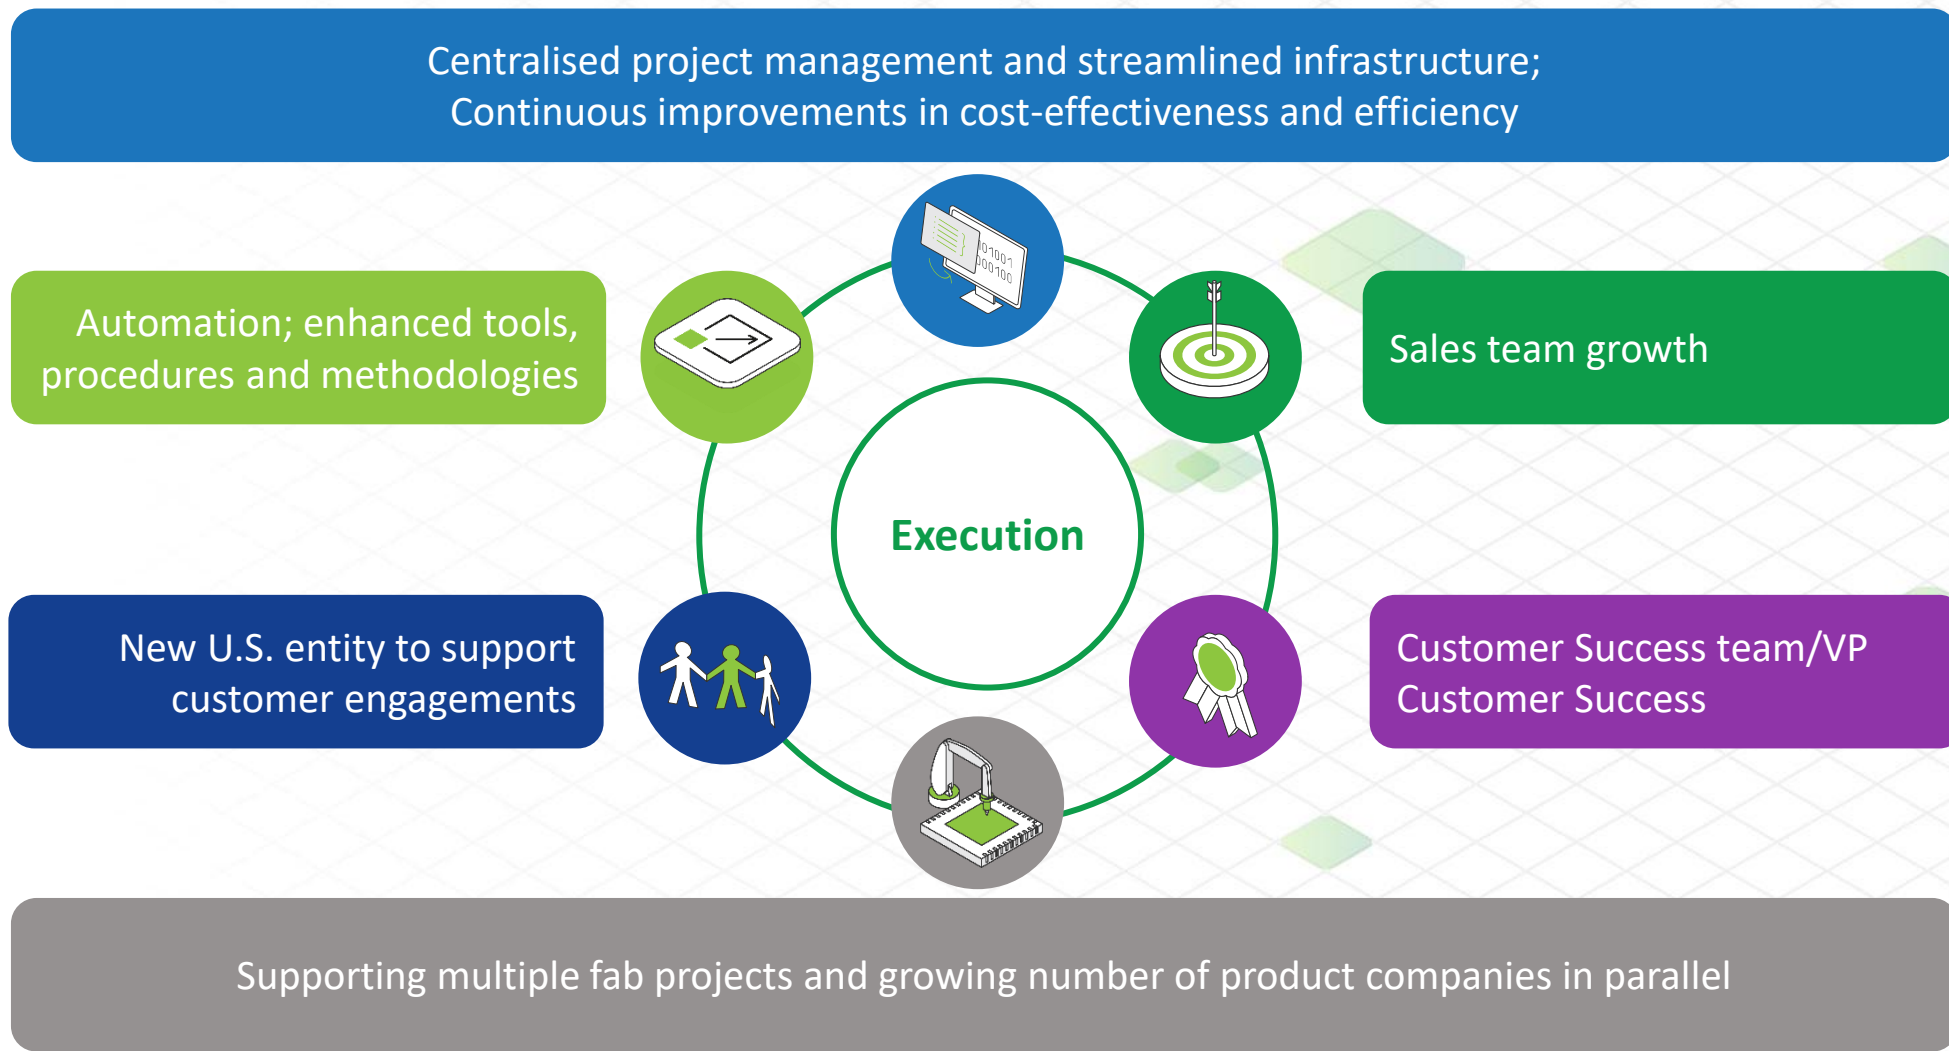 Centralised project management and streamlined infrastructure;
Continuous improvements in cost-effectiveness and efficiency
101001
000100
Automation; enhanced tools,
procedures and methodologies
Sales team growth
Execution
New U.S. entity to support
customer engagements
Customer Success team/VP
Customer Success
Supporting multiple fab projects and growing number of product companies in parallel